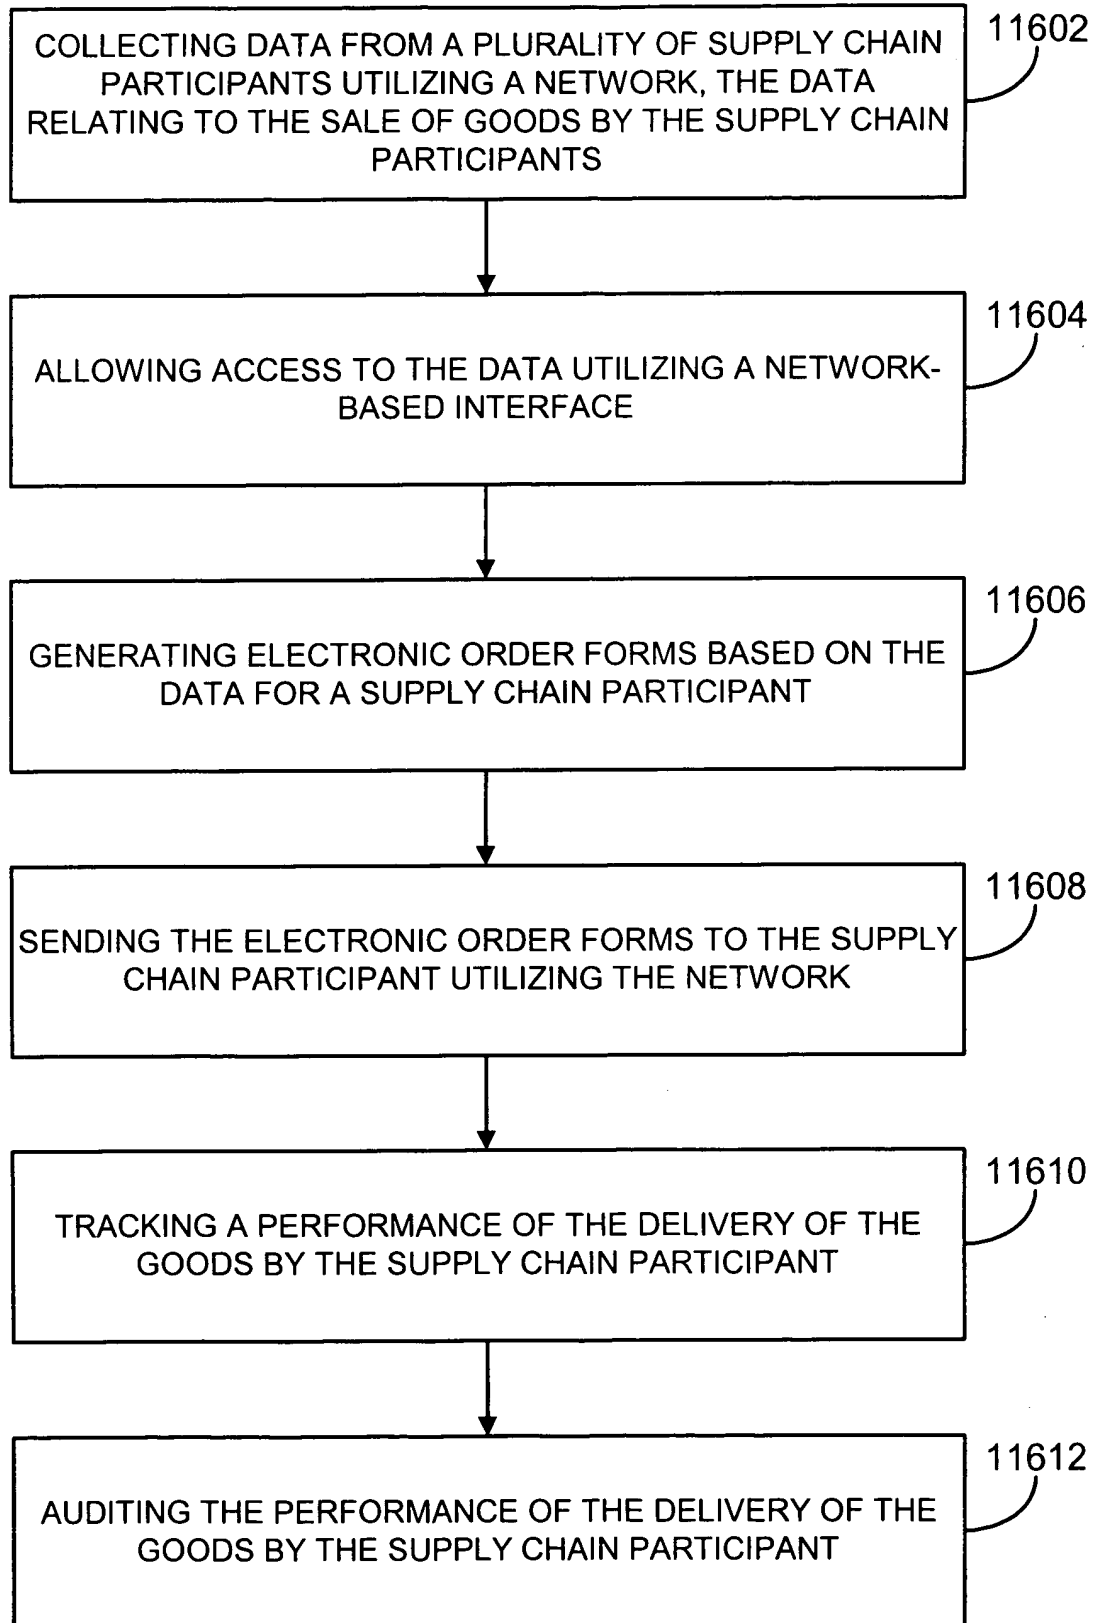 11602
COLLECTING DATA FROM A PLURALITY OF SUPPLY CHAIN
PARTICIPANTS UTILIZING A NETWORK, THE DATA
RELATING TO THE SALE OF GOODS BY THE SUPPLY CHAIN
PARTICIPANTS
11604
ALLOWING ACCESS TO THE DATA UTILIZING A NETWORK-
BASED INTERFACE
11606
GENERATING ELECTRONIC ORDER FORMS BASED ON THE
DATA FOR A SUPPLY CHAIN PARTICIPANT
11608
SENDING THE ELECTRONIC ORDER FORMS TO THE SUPPLY
CHAIN PARTICIPANT UTILIZING THE NETWORK
11610
TRACKING A PERFORMANCE OF THE DELIVERY OF THE
GOODS BY THE SUPPLY CHAIN PARTICIPANT
11612
AUDITING THE PERFORMANCE OF THE DELIVERY OF THE
GOODS BY THE SUPPLY CHAIN PARTICIPANT